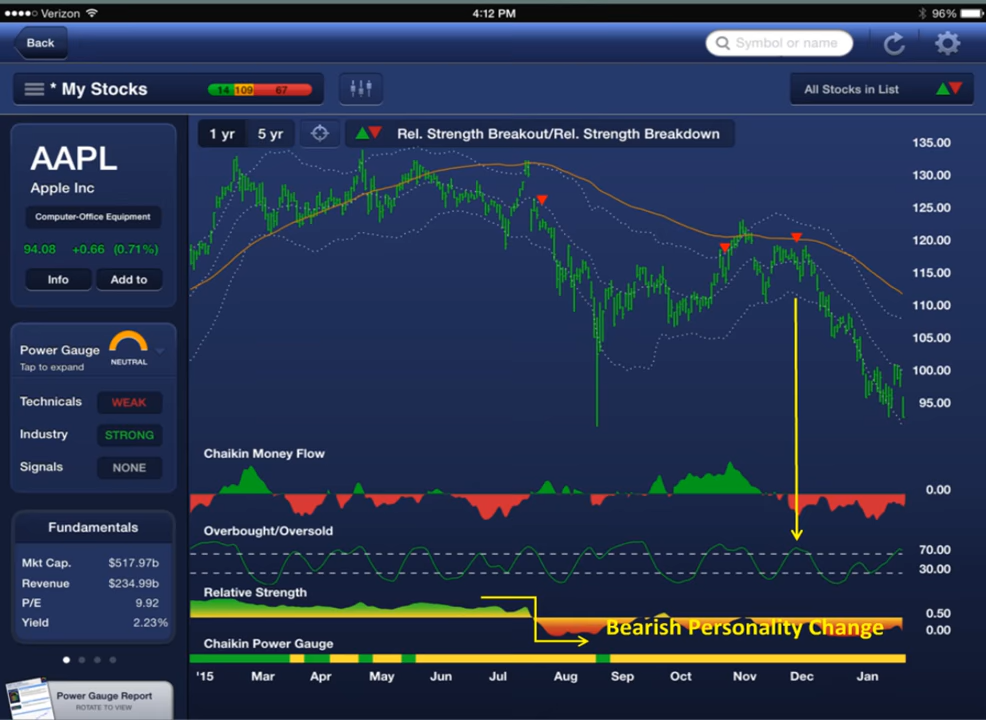 Verizon 4:12 PM 96%
Back Symbol or name
* My Stocks 14 109 67 All Stocks in List
1 yr 5 yr Rel. Strength Breakout/Rel. Strength Breakdown
AAPL
Apple Inc
Computer-Office Equipment
94.08 +0.66 (0.71%)
Info Add to
Power Gauge
Tap to expand
NEUTRAL
Technicals WEAK
Industry STRONG
Signals NONE
Fundamentals
Mkt Cap. $517.97b
Revenue $234.99b
P/E 9.92
Yield 2.23%
Power Gauge Report
ROTATE TO VIEW
135.00
130.00
125.00
120.00
115.00
110.00
105.00
100.00
95.00
Chaikin Money Flow
0.00
Overbought/Oversold
70.00
30.00
Relative Strength
0.50
0.00
Bearish Personality Change
Chaikin Power Gauge
'15 Mar Apr May Jun Jul Aug Sep Oct Nov Dec Jan